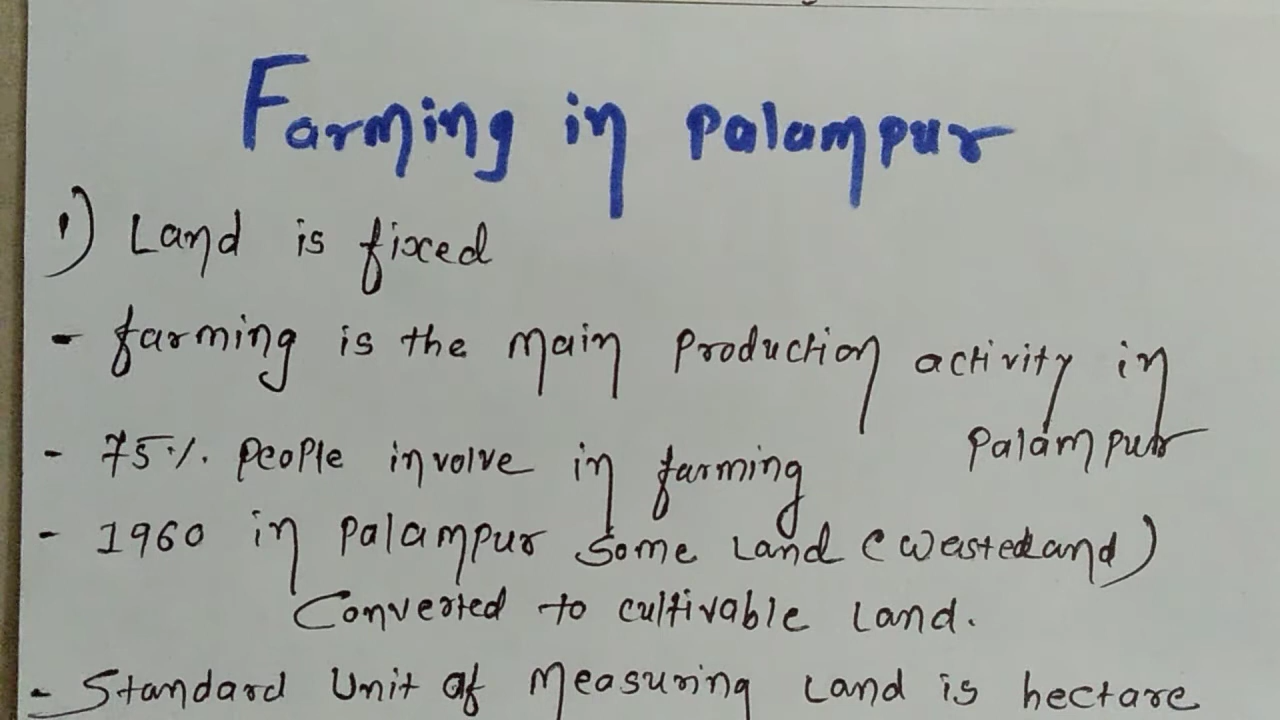 Farming in Palampur
1) Land is fixed
- farming is the main Production activity in
Palampur
- 75% People involve in farming
- 1960 in Palampur some Land (wasteland)
Converted to cultivable Land.
- Standard Unit of measuring Land is hectare